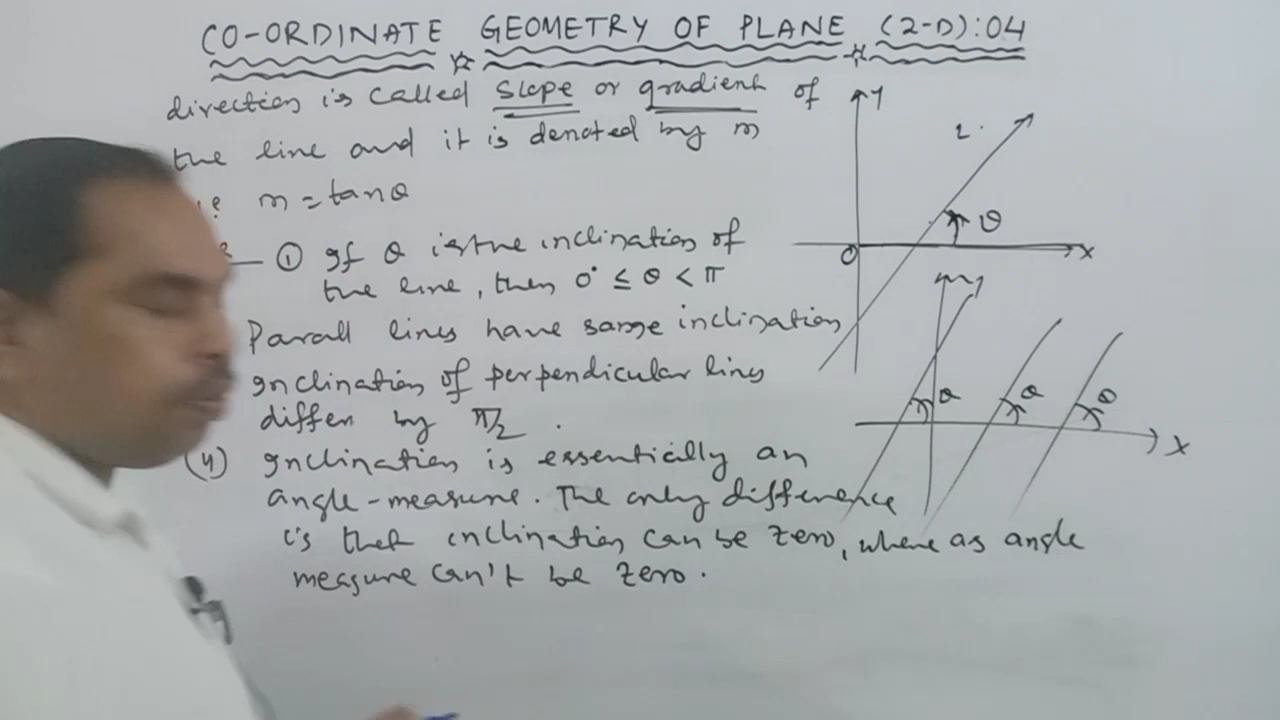 CO-ORDINATE GEOMETRY OF PLANE (2-D):04
direction is called slope or gradient of
the line and it is denoted by m
m = tanθ
① If θ is the inclination of
the line, then 0° ≤ θ < π
Parall lines have same inclination
Inclination of perpendicular lines
differ by π/2 .
(4) Inclination is essentially an
angle-measure. The only difference
is that inclination can be zero, where as angle
measure can't be zero.
Y
L
θ
O
X
Y
θ
θ
θ
X